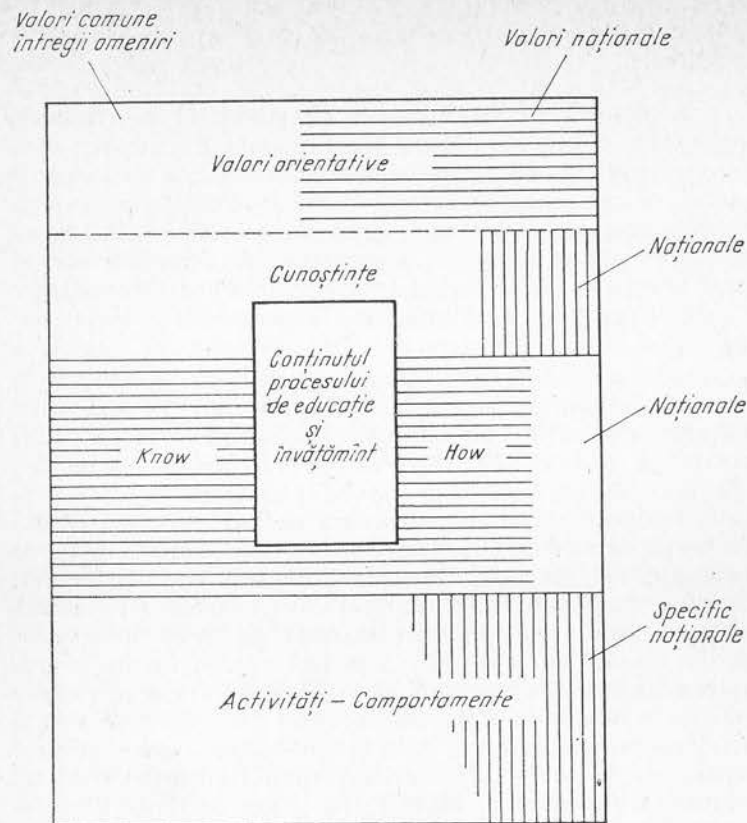 Valori comune
întregii omeniri
Valori naționale
Valori orientative
Naționale
Cunoștințe
Conținutul
procesului
de educație
și
învățămînt
Naționale
Know
How
Specific
naționale
Activități – Comportamente